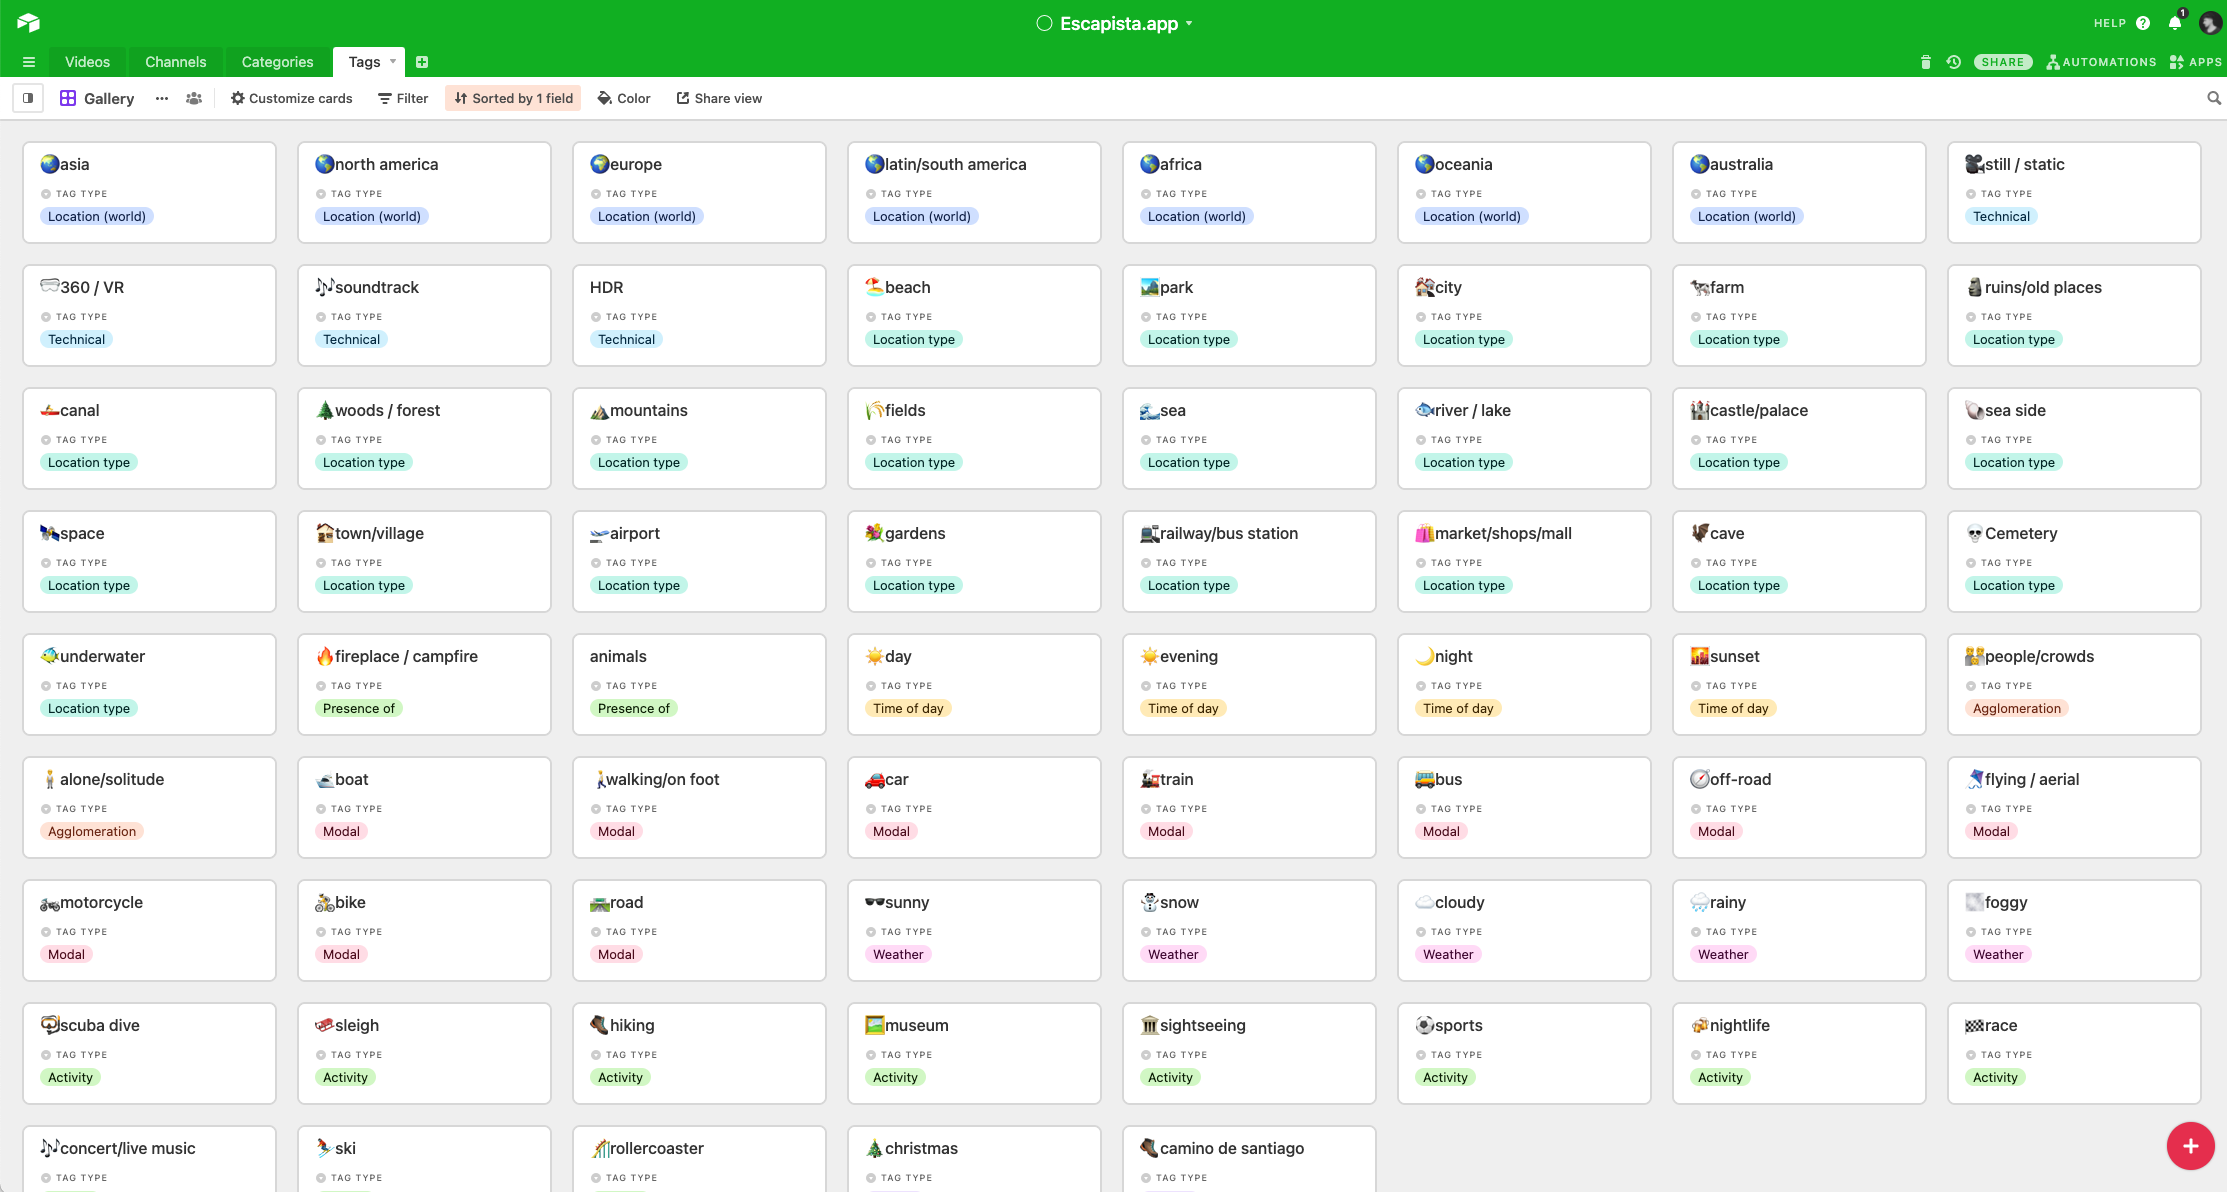 Escapista.app
HELP
1
Videos Channels Categories Tags
SHARE AUTOMATIONS APPS
Gallery Customize cards Filter Sorted by 1 field Color Share view
asia north america europe latin/south america africa oceania australia still / static
TAG TYPE TAG TYPE TAG TYPE TAG TYPE TAG TYPE TAG TYPE TAG TYPE TAG TYPE
Location (world) Location (world) Location (world) Location (world) Location (world) Location (world) Location (world) Technical
360 / VR soundtrack HDR beach park city farm ruins/old places
TAG TYPE TAG TYPE TAG TYPE TAG TYPE TAG TYPE TAG TYPE TAG TYPE TAG TYPE
Technical Technical Technical Location type Location type Location type Location type Location type
canal woods / forest mountains fields sea river / lake castle/palace sea side
TAG TYPE TAG TYPE TAG TYPE TAG TYPE TAG TYPE TAG TYPE TAG TYPE TAG TYPE
Location type Location type Location type Location type Location type Location type Location type Location type
space town/village airport gardens railway/bus station market/shops/mall cave Cemetery
TAG TYPE TAG TYPE TAG TYPE TAG TYPE TAG TYPE TAG TYPE TAG TYPE TAG TYPE
Location type Location type Location type Location type Location type Location type Location type Location type
underwater fireplace / campfire animals day evening night sunset people/crowds
TAG TYPE TAG TYPE TAG TYPE TAG TYPE TAG TYPE TAG TYPE TAG TYPE TAG TYPE
Location type Presence of Presence of Time of day Time of day Time of day Time of day Agglomeration
alone/solitude boat walking/on foot car train bus off-road flying / aerial
TAG TYPE TAG TYPE TAG TYPE TAG TYPE TAG TYPE TAG TYPE TAG TYPE TAG TYPE
Agglomeration Modal Modal Modal Modal Modal Modal Modal
motorcycle bike road sunny snow cloudy rainy foggy
TAG TYPE TAG TYPE TAG TYPE TAG TYPE TAG TYPE TAG TYPE TAG TYPE TAG TYPE
Modal Modal Modal Weather Weather Weather Weather Weather
scuba dive sleigh hiking museum sightseeing sports nightlife race
TAG TYPE TAG TYPE TAG TYPE TAG TYPE TAG TYPE TAG TYPE TAG TYPE TAG TYPE
Activity Activity Activity Activity Activity Activity Activity Activity
concert/live music ski rollercoaster christmas camino de santiago
TAG TYPE TAG TYPE TAG TYPE TAG TYPE TAG TYPE